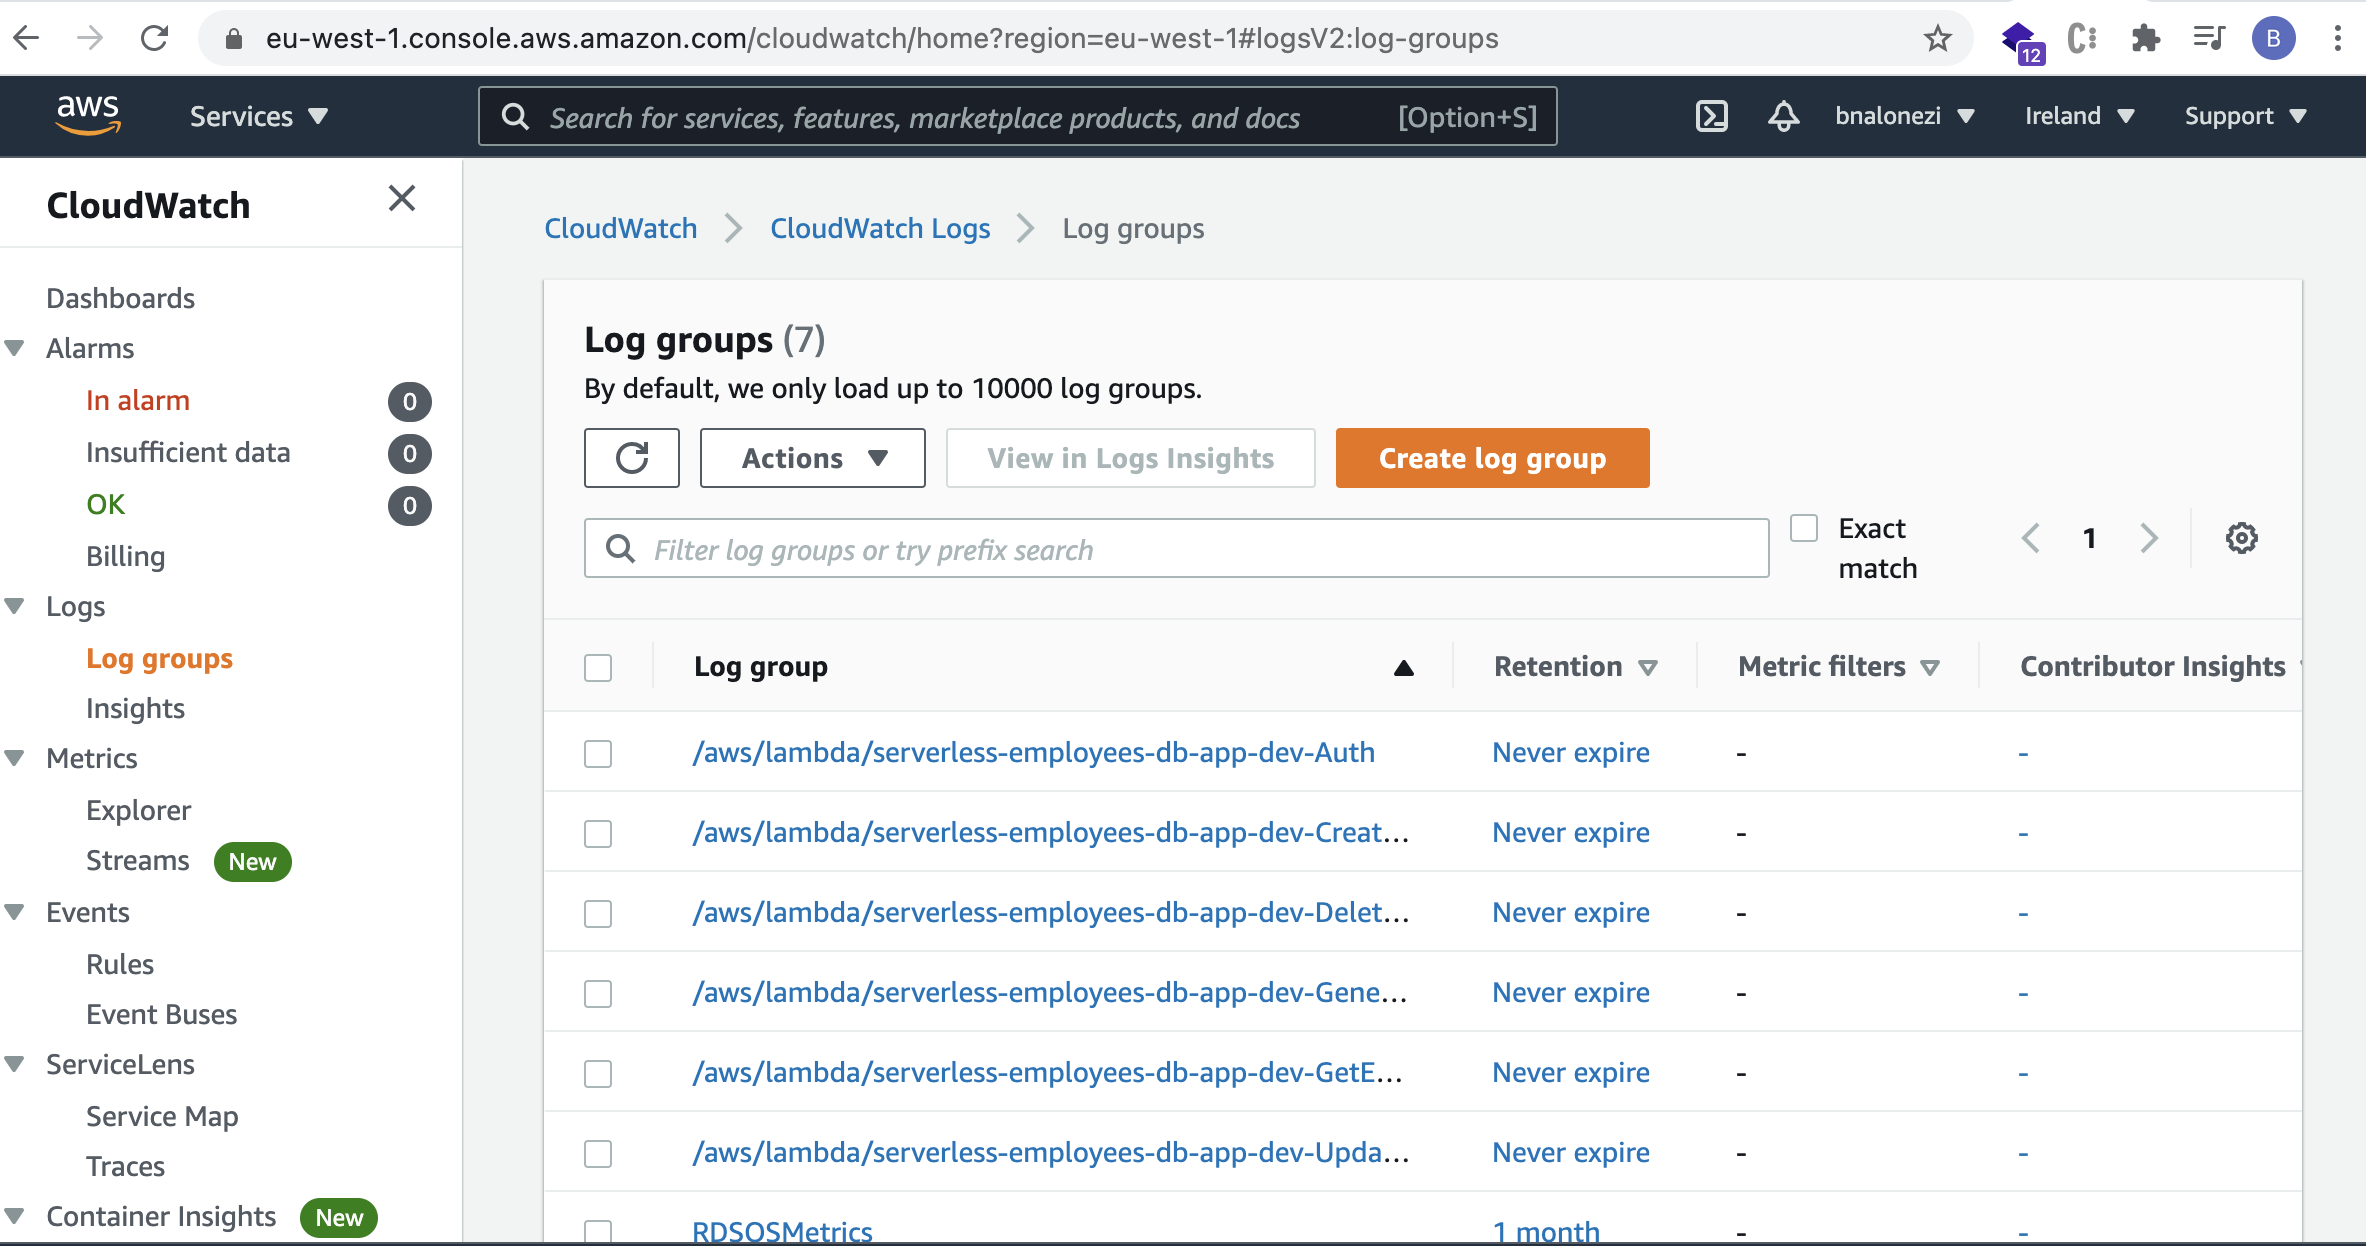 eu-west-1.console.aws.amazon.com/cloudwatch/home?region=eu-west-1#logsV2:log-groups
12
B
aws
Services
Search for services, features, marketplace products, and docs
[Option+S]
bnalonezi
Ireland
Support
CloudWatch
Dashboards
Alarms
In alarm 0
Insufficient data 0
OK 0
Billing
Logs
Log groups
Insights
Metrics
Explorer
Streams New
Events
Rules
Event Buses
ServiceLens
Service Map
Traces
Container Insights New
CloudWatch
CloudWatch Logs
Log groups
Log groups (7)
By default, we only load up to 10000 log groups.
Actions
View in Logs Insights
Create log group
Filter log groups or try prefix search
Exact
match
1
Log group Retention Metric filters Contributor Insights
/aws/lambda/serverless-employees-db-app-dev-Auth Never expire - -
/aws/lambda/serverless-employees-db-app-dev-Creat... Never expire - -
/aws/lambda/serverless-employees-db-app-dev-Delet... Never expire - -
/aws/lambda/serverless-employees-db-app-dev-Gene... Never expire - -
/aws/lambda/serverless-employees-db-app-dev-GetE... Never expire - -
/aws/lambda/serverless-employees-db-app-dev-Upda... Never expire - -
RDSOSMetrics 1 month - -